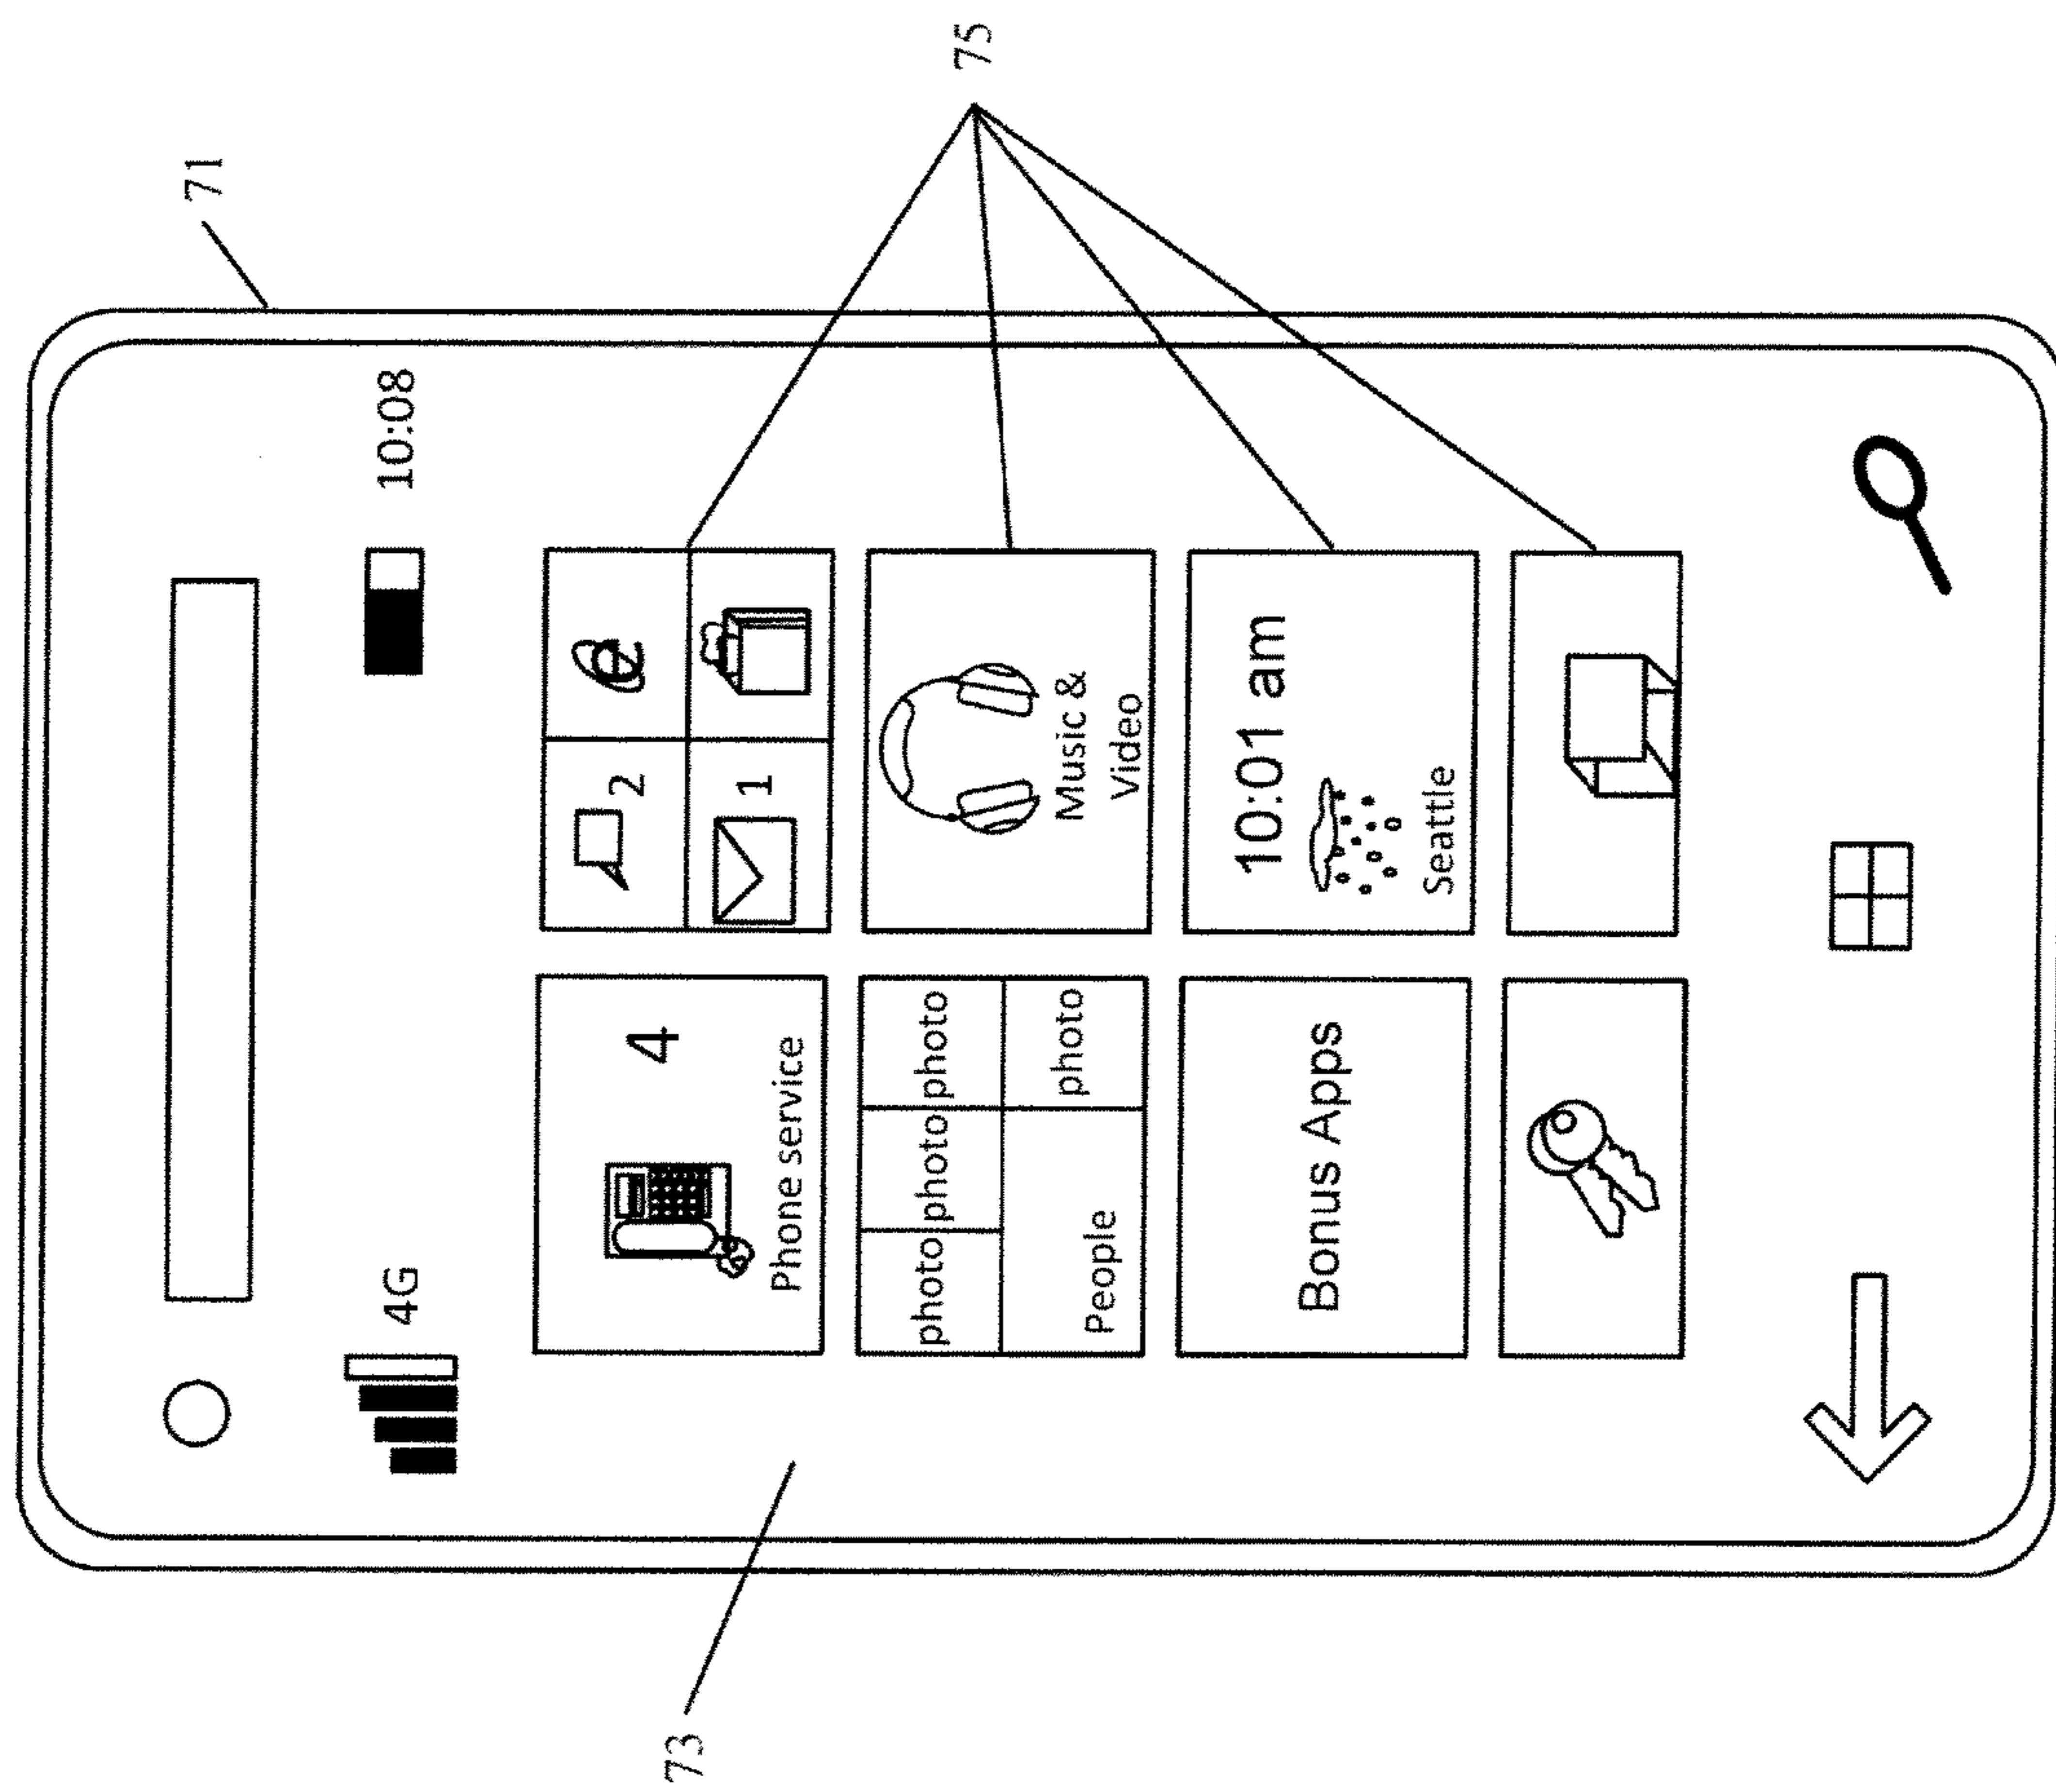 71
4G
10:08
4
Phone service
2
1
75
photo photo photo
People
photo
Music &
Video
Bonus Apps
10:01 am
Seattle
73